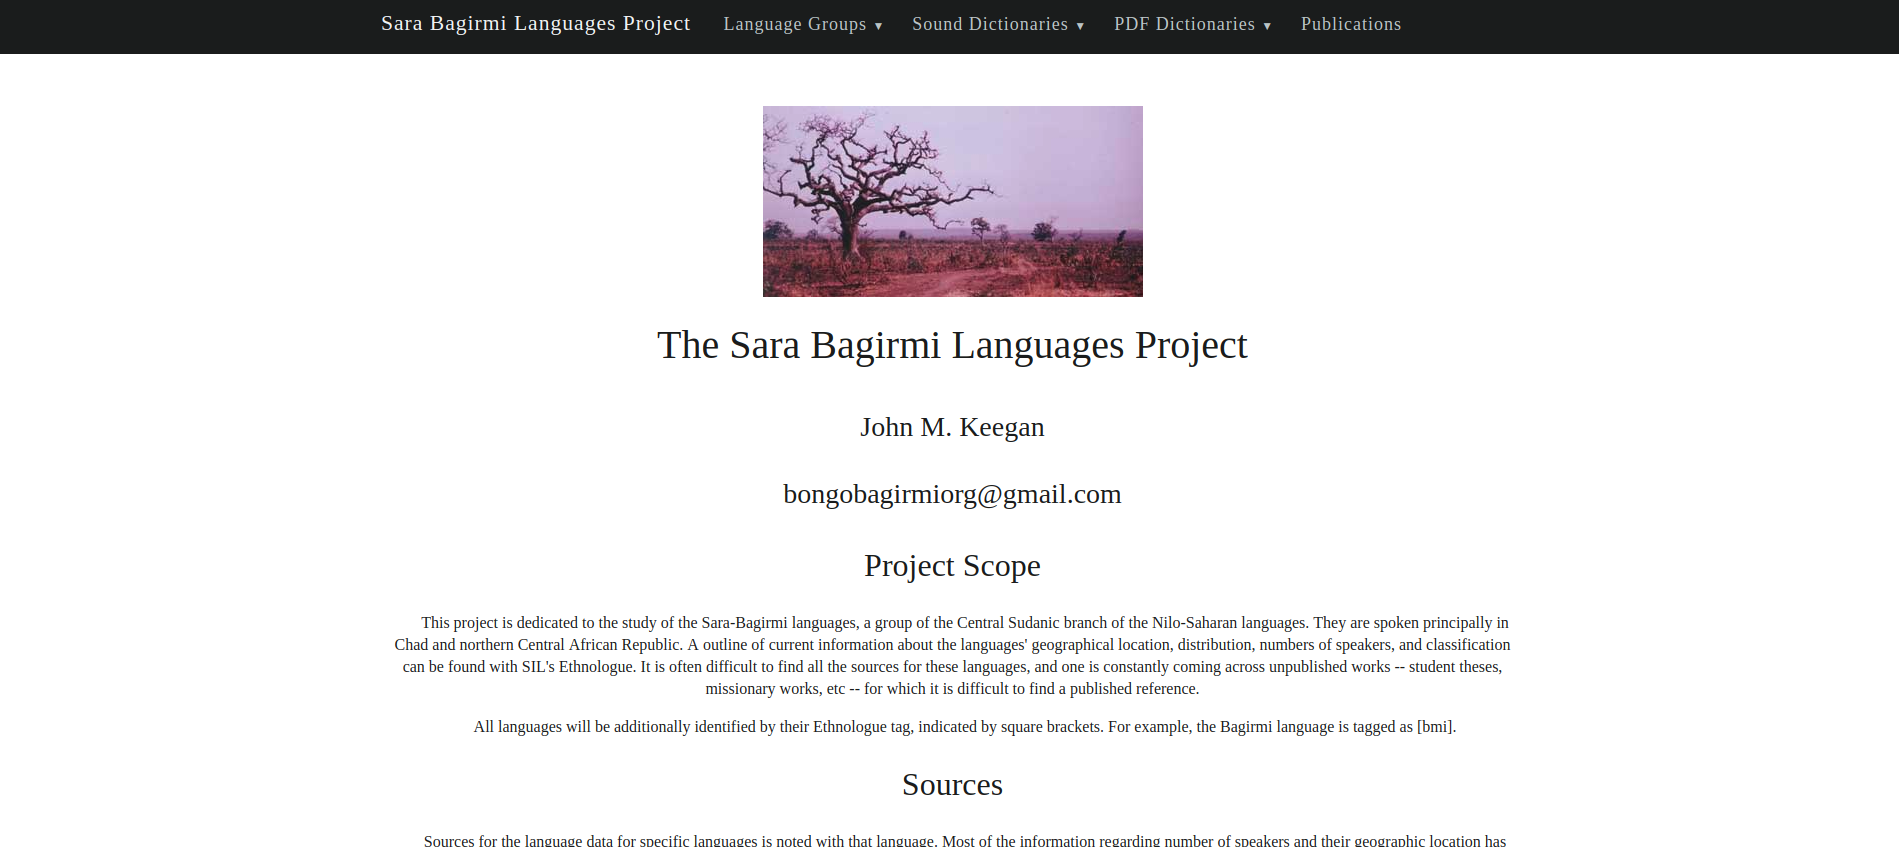 Sara Bagirmi Languages Project Language Groups ▼ Sound Dictionaries ▼ PDF Dictionaries ▼ Publications
The Sara Bagirmi Languages Project
John M. Keegan
bongobagirmiorg@gmail.com
Project Scope
This project is dedicated to the study of the Sara-Bagirmi languages, a group of the Central Sudanic branch of the Nilo-Saharan languages. They are spoken principally in
Chad and northern Central African Republic. A outline of current information about the languages' geographical location, distribution, numbers of speakers, and classification
can be found with SIL's Ethnologue. It is often difficult to find all the sources for these languages, and one is constantly coming across unpublished works -- student theses,
missionary works, etc -- for which it is difficult to find a published reference.
All languages will be additionally identified by their Ethnologue tag, indicated by square brackets. For example, the Bagirmi language is tagged as [bmi].
Sources
Sources for the language data for specific languages is noted with that language. Most of the information regarding number of speakers and their geographic location has